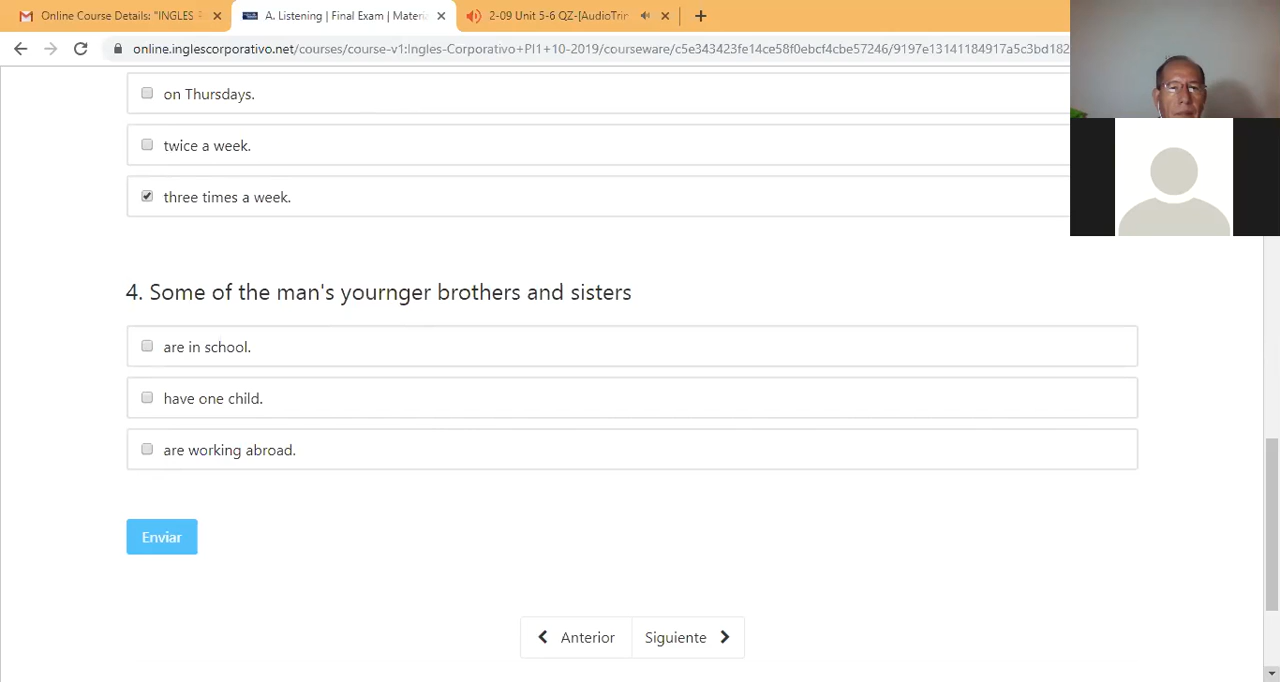 Online Course Details: "INGLES
A. Listening | Final Exam | Materi
2-09 Unit 5-6 QZ-[AudioTrir
online.inglescorporativo.net/courses/course-v1:Ingles-Corporativo+PI1+10-2019/courseware/c5e343423fe14ce58f0ebcf4cbe57246/9197e13141184917a5c3bd182
on Thursdays.
twice a week.
three times a week.
4. Some of the man's yournger brothers and sisters
are in school.
have one child.
are working abroad.
Enviar
Anterior Siguiente